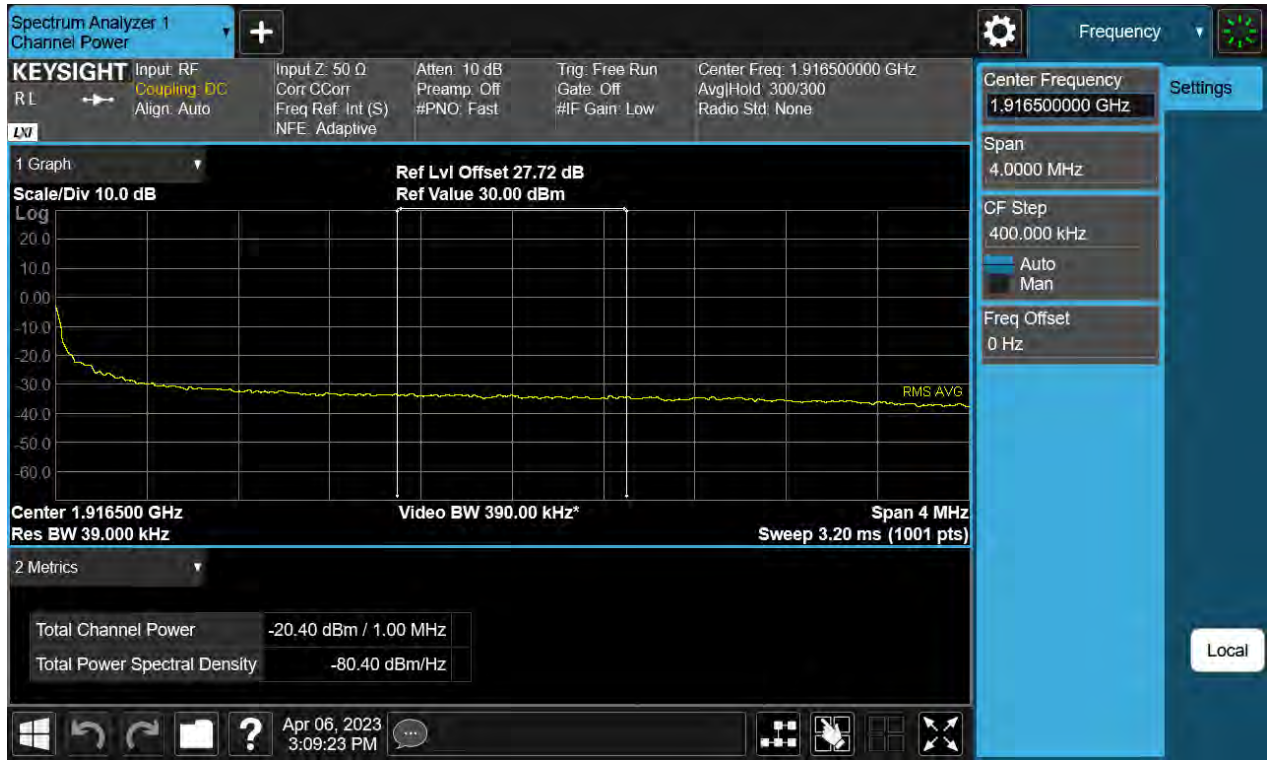 Spectrum Analyzer 1
Channel Power
Frequency
KEYSIGHT
RL
LXI
Input: RF
Coupling: DC
Align: Auto
Input Z: 50 Ω
Corr CCorr
Freq Ref: Int (S)
NFE: Adaptive
Atten: 10 dB
Preamp: Off
#PNO: Fast
Trig: Free Run
Gate: Off
#IF Gain: Low
Center Freq: 1.916500000 GHz
Avg|Hold: 300/300
Radio Std: None
Center Frequency
1.916500000 GHz
Settings
Span
4.0000 MHz
CF Step
400.000 kHz
Auto
Man
Freq Offset
0 Hz
1 Graph
Scale/Div 10.0 dB
Ref Lvl Offset 27.72 dB
Ref Value 30.00 dBm
Log
20.0
10.0
0.00
-10.0
-20.0
-30.0
-40.0
-50.0
-60.0
RMS AVG
Center 1.916500 GHz
Res BW 39.000 kHz
Video BW 390.00 kHz*
Span 4 MHz
Sweep 3.20 ms (1001 pts)
2 Metrics
Total Channel Power -20.40 dBm / 1.00 MHz
Total Power Spectral Density -80.40 dBm/Hz
Local
?
Apr 06, 2023
3:09:23 PM